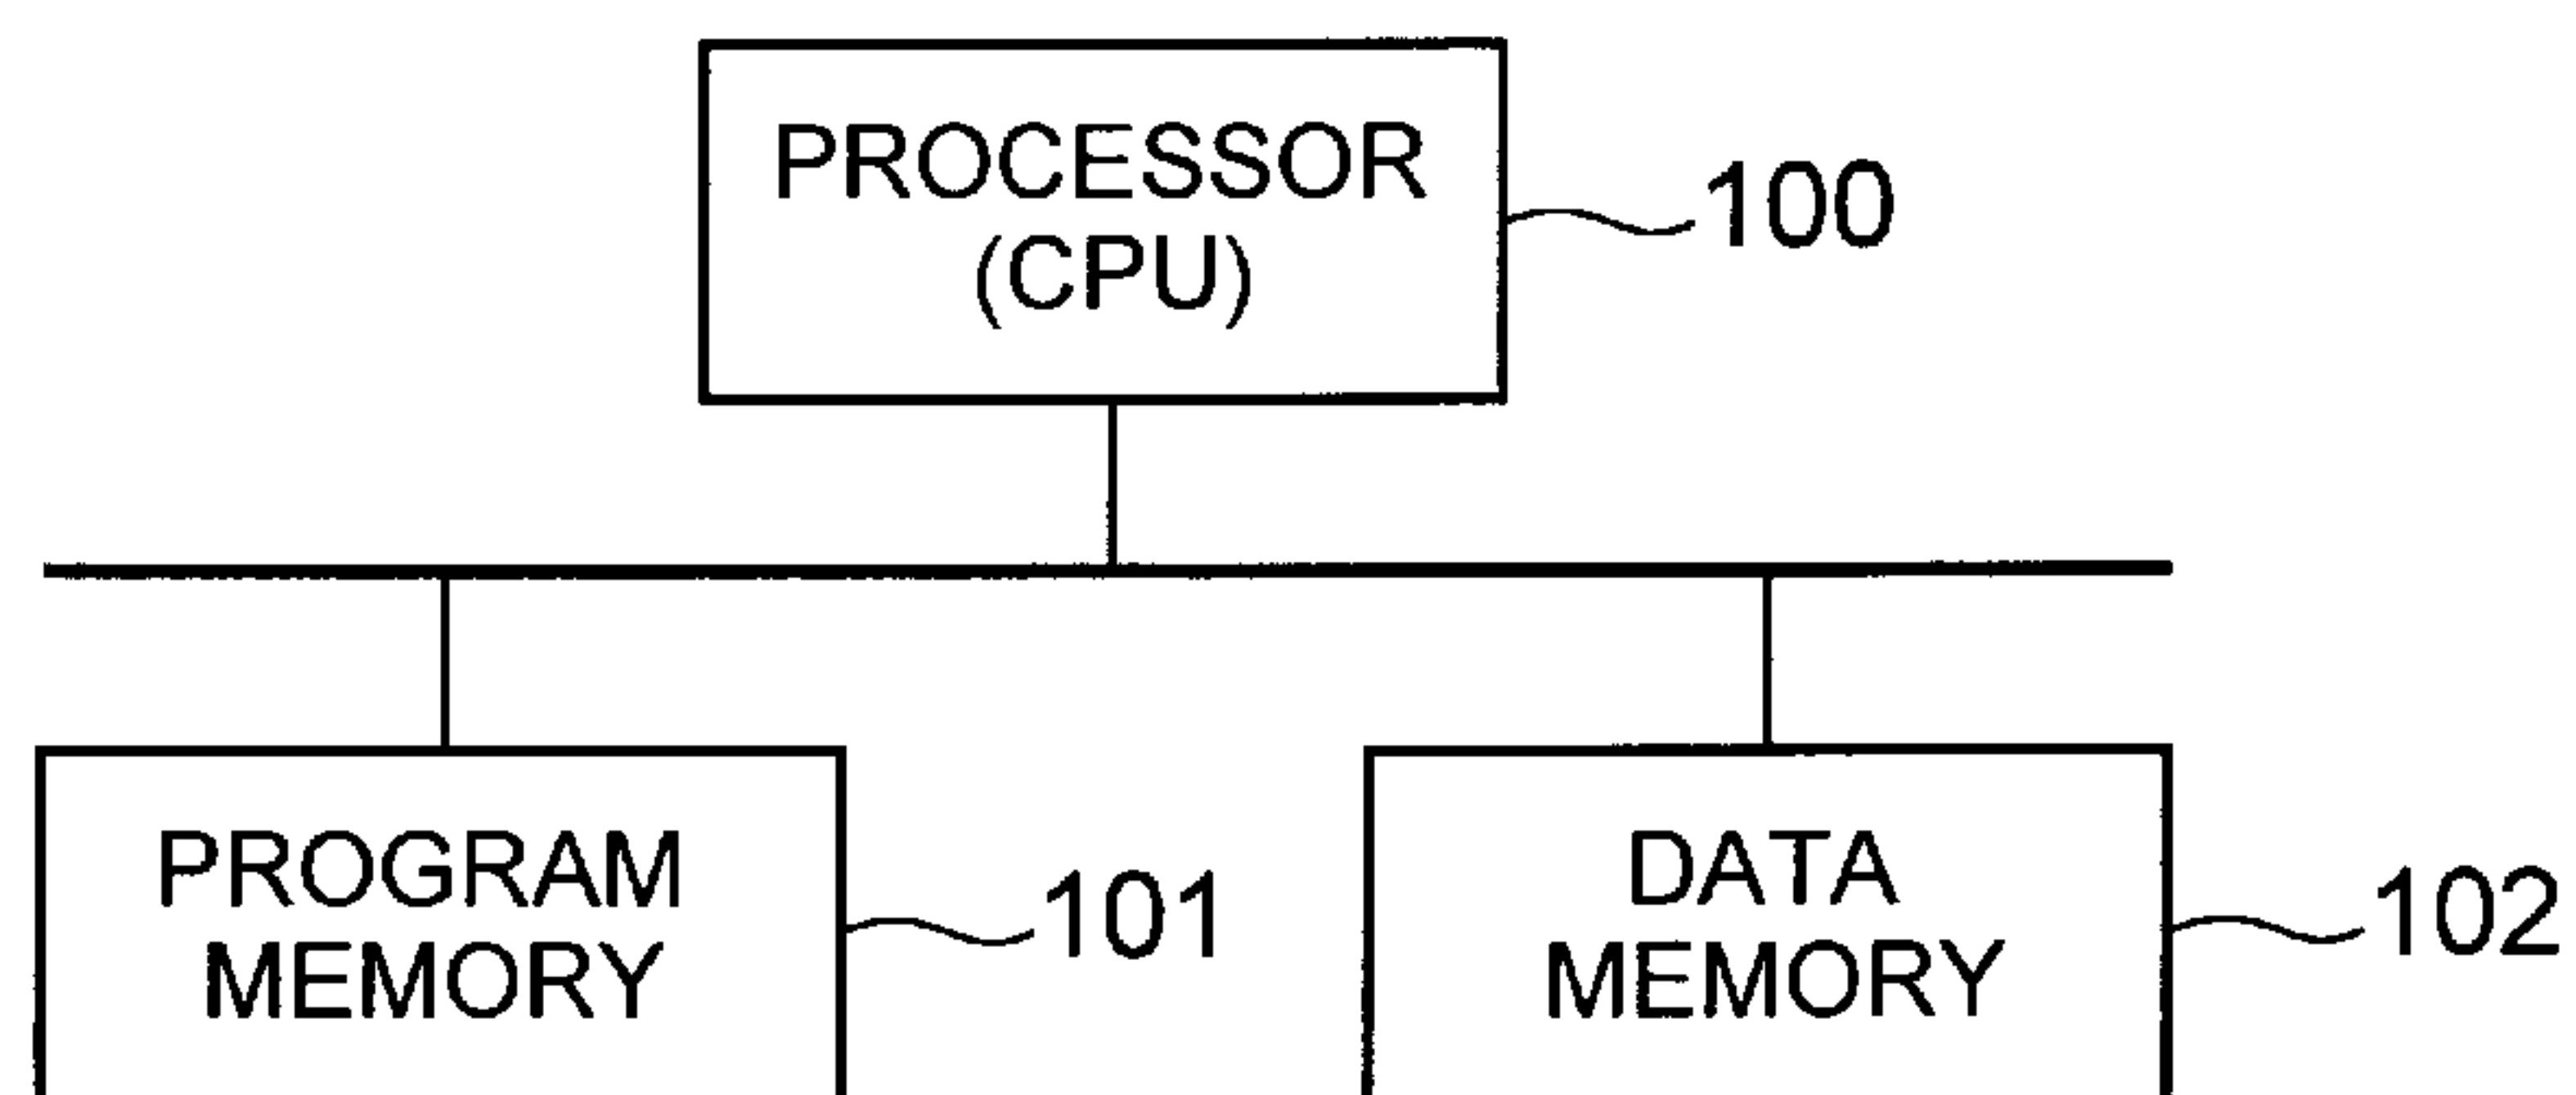 PROCESSOR
(CPU)
100
PROGRAM
MEMORY
101
DATA
MEMORY
102